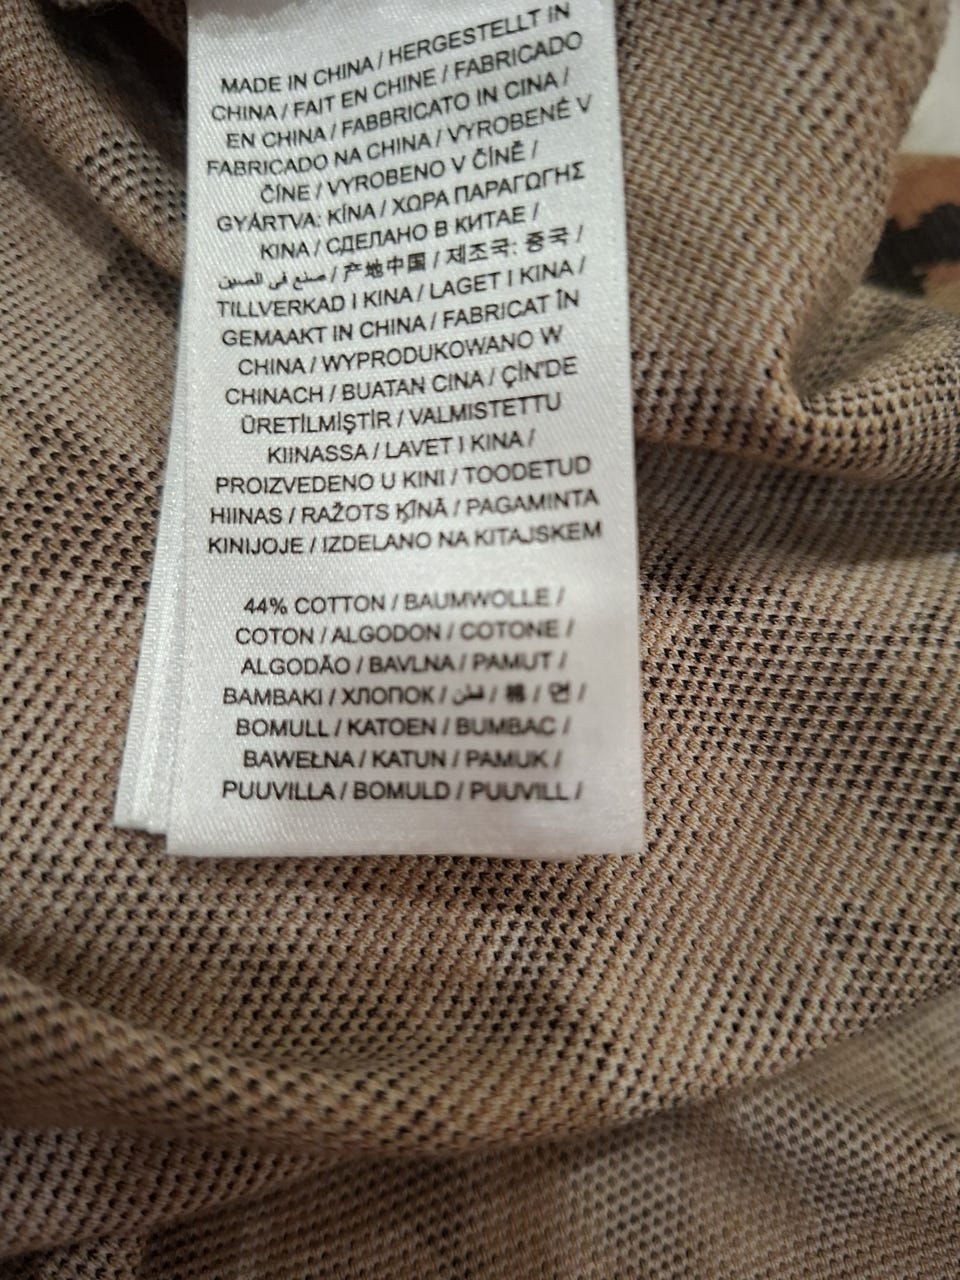 MADE IN CHINA / HERGESTELLT IN
CHINA / FAIT EN CHINE / FABRICADO
EN CHINA / FABBRICATO IN CINA /
FABRICADO NA CHINA / VYROBENÉ V
ČÍNE / VYROBENO V ČÍNĚ /
GYÁRTVA: KÍNA / ΧΩΡΑ ΠΑΡΑΓΩΓΗΣ
KINA / СДЕЛАНО В КИТАЕ /
صنع في الصين / 产地中国 / 제조국: 중국 /
TILLVERKAD I KINA / LAGET I KINA /
GEMAAKT IN CHINA / FABRICAT ÎN
CHINA / WYPRODUKOWANO W
CHINACH / BUATAN CINA / ÇİN'DE
ÜRETİLMİŞTİR / VALMISTETTU
KIINASSA / LAVET I KINA /
PROIZVEDENO U KINI / TOODETUD
HIINAS / RAŽOTS ĶĪNĀ / PAGAMINTA
KINIJOJE / IZDELANO NA KITAJSKEM
44% COTTON / BAUMWOLLE /
COTON / ALGODON / COTONE /
ALGODÃO / BAVLNA / PAMUT /
BAMBAKI / ХЛОПОК / قطن / 棉 / 면 /
BOMULL / KATOEN / BUMBAC /
BAWEŁNA / KATUN / PAMUK /
PUUVILLA / BOMULD / PUUVILL /